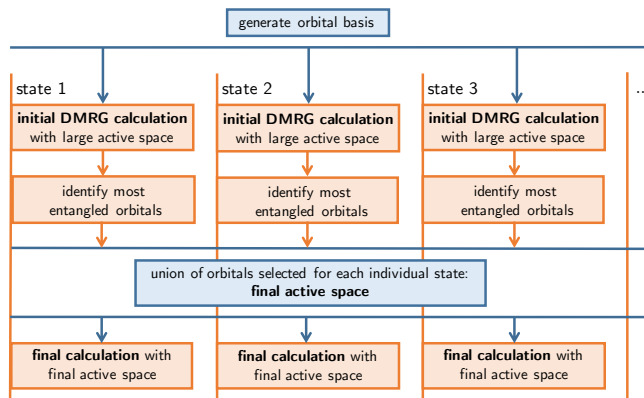 generate orbital basis
state 1
state 2
state 3
...
initial DMRG calculation
with large active space
initial DMRG calculation
with large active space
initial DMRG calculation
with large active space
identify most
entangled orbitals
identify most
entangled orbitals
identify most
entangled orbitals
union of orbitals selected for each individual state:
final active space
final calculation with
final active space
final calculation with
final active space
final calculation with
final active space